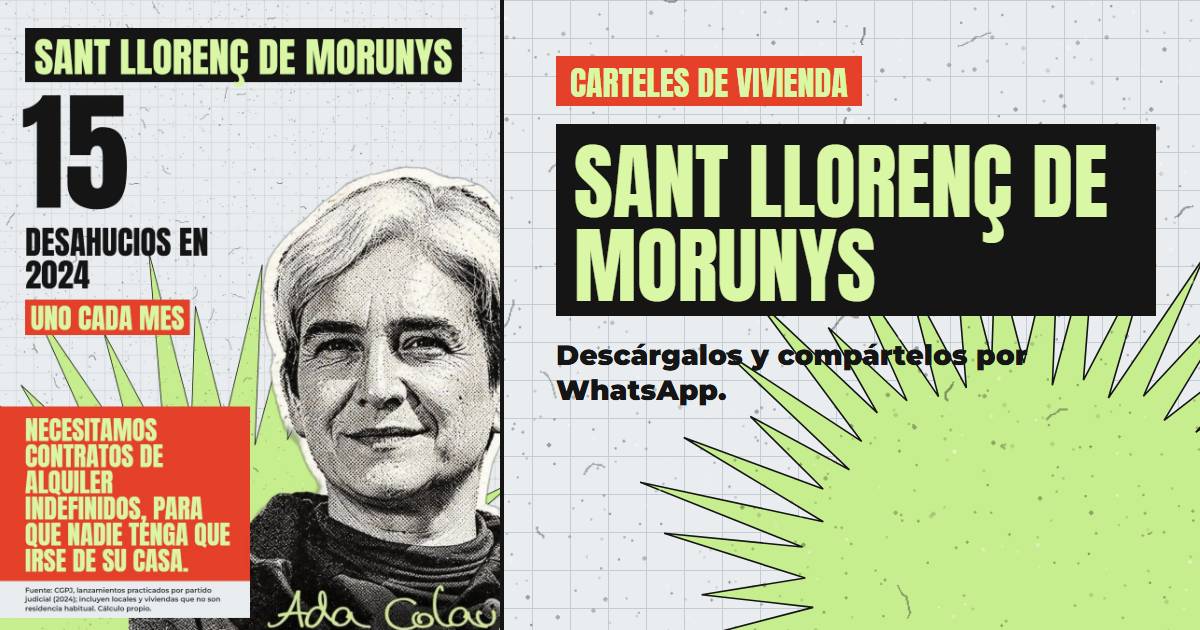 SANT LLORENÇ DE MORUNYS
15
DESAHUCIOS EN
2024
UNO CADA MES
NECESITAMOS
CONTRATOS DE
ALQUILER
INDEFINIDOS, PARA
QUE NADIE TENGA QUE
IRSE DE SU CASA.
Fuente: CGPJ, lanzamientos practicados por partido
judicial (2024); incluyen locales y viviendas que no son
residencia habitual. Cálculo propio.
Ada Colau
CARTELES DE VIVIENDA
SANT LLORENÇ DE
MORUNYS
Descárgalos y compártelos por
WhatsApp.